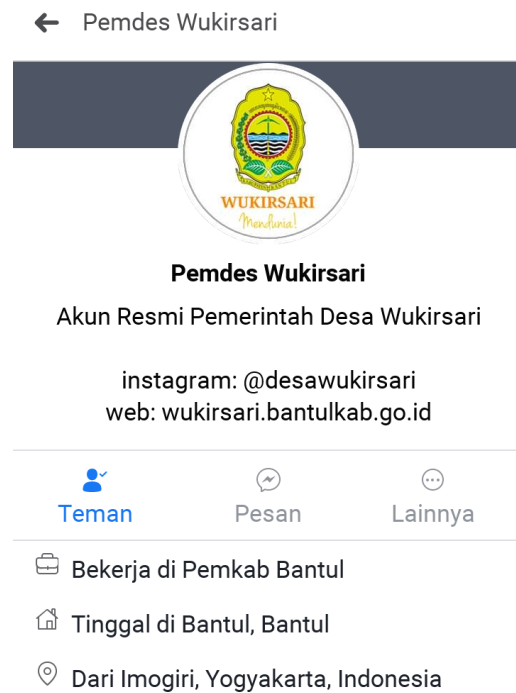 Pemdes Wukirsari
WUKIRSARI
Mendunia!
Pemdes Wukirsari
Akun Resmi Pemerintah Desa Wukirsari
instagram: @desawukirsari
web: wukirsari.bantulkab.go.id
Teman
Pesan
Lainnya
Bekerja di Pemkab Bantul
Tinggal di Bantul, Bantul
Dari Imogiri, Yogyakarta, Indonesia